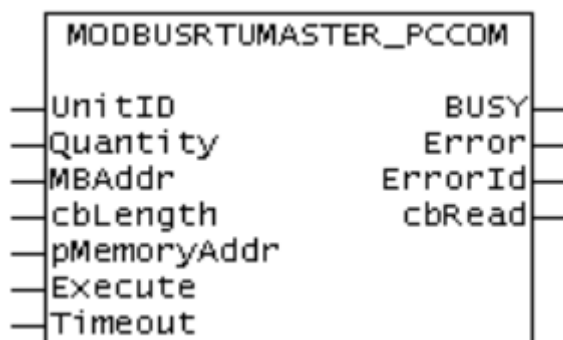 MODBUSRTUMASTER_PCCOM
UnitID BUSY
Quantity Error
MBAddr ErrorId
cbLength cbRead
pMemoryAddr
Execute
Timeout